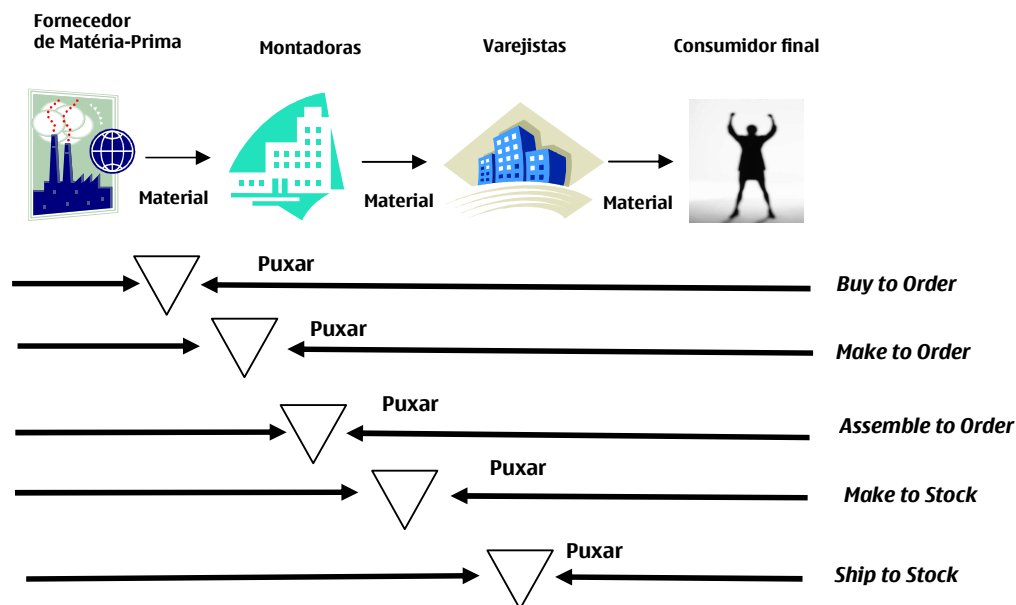 Fornecedor
de Matéria-Prima
Montadoras
Varejistas
Consumidor final
Material
Material
Material
Puxar
Buy to Order
Puxar
Make to Order
Puxar
Assemble to Order
Puxar
Make to Stock
Puxar
Ship to Stock